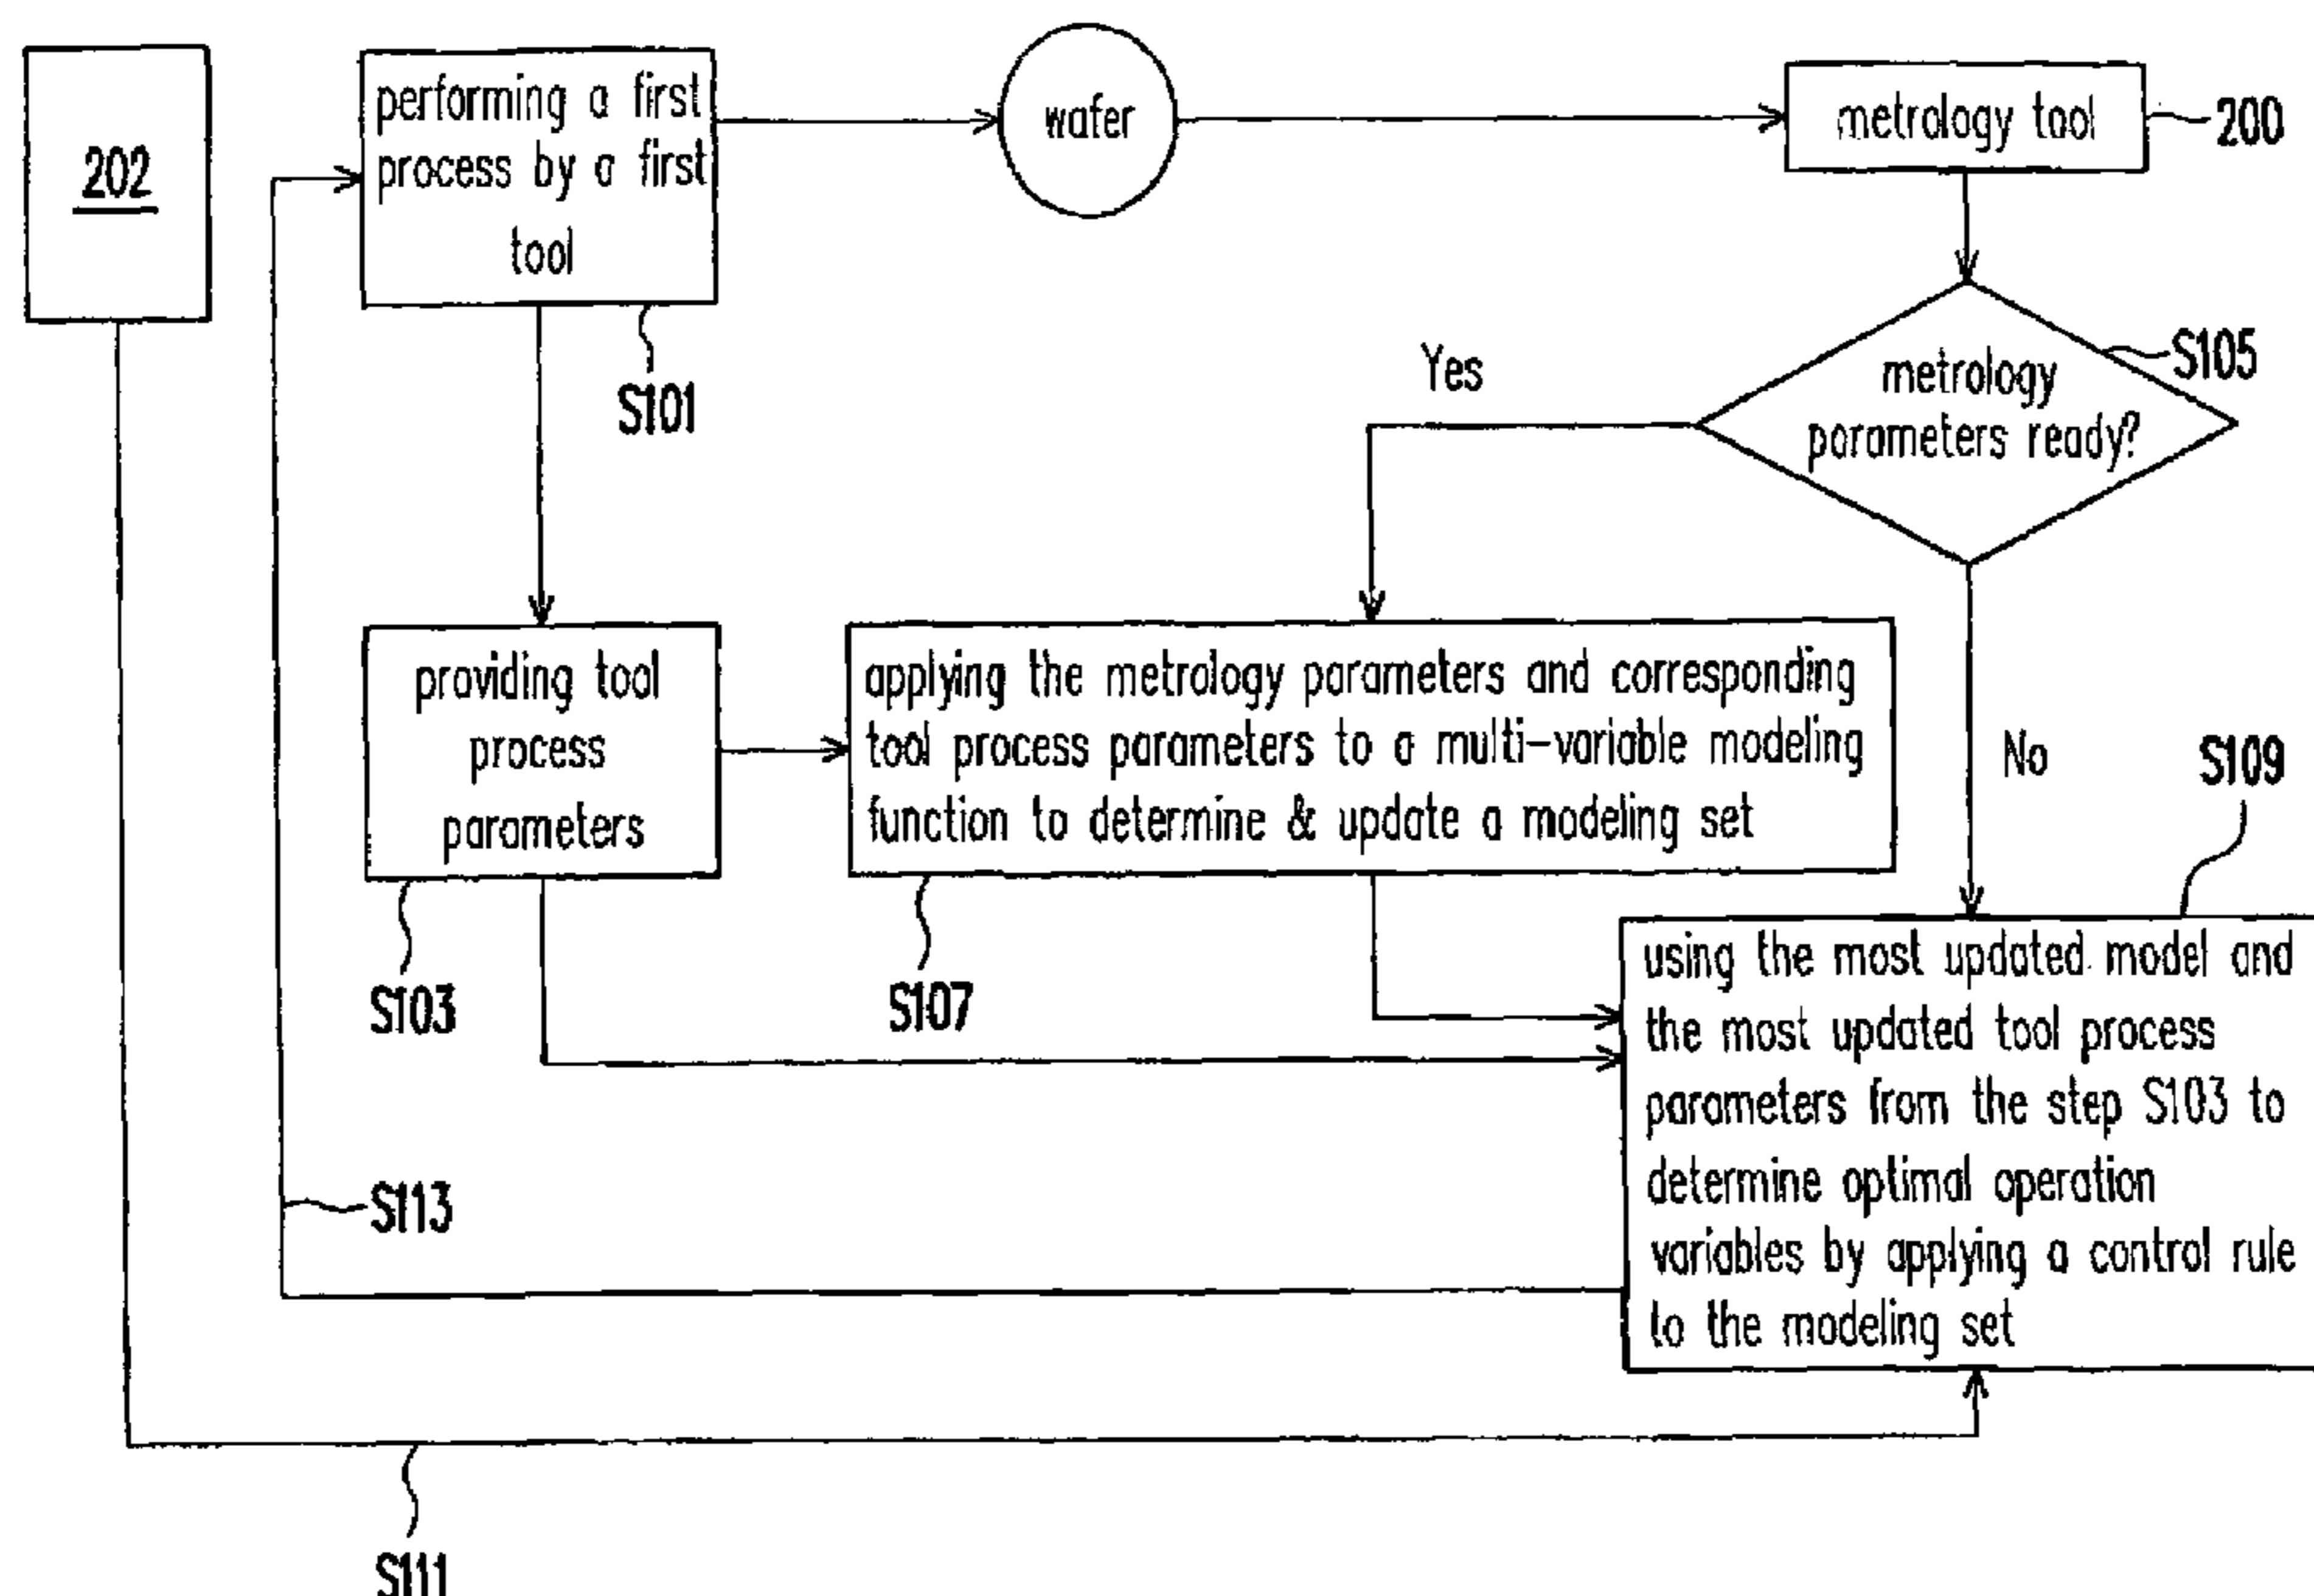 202
performing a first
process by a first
tool
wafer
metrology tool
200
S101
Yes
metrology
parameters ready?
S105
providing tool
process
parameters
applying the metrology parameters and corresponding
tool process parameters to a multi-variable modeling
function to determine & update a modeling set
No
S109
S103
S107
using the most updated model and
the most updated tool process
parameters from the step S103 to
determine optimal operation
variables by applying a control rule
to the modeling set
S113
S111